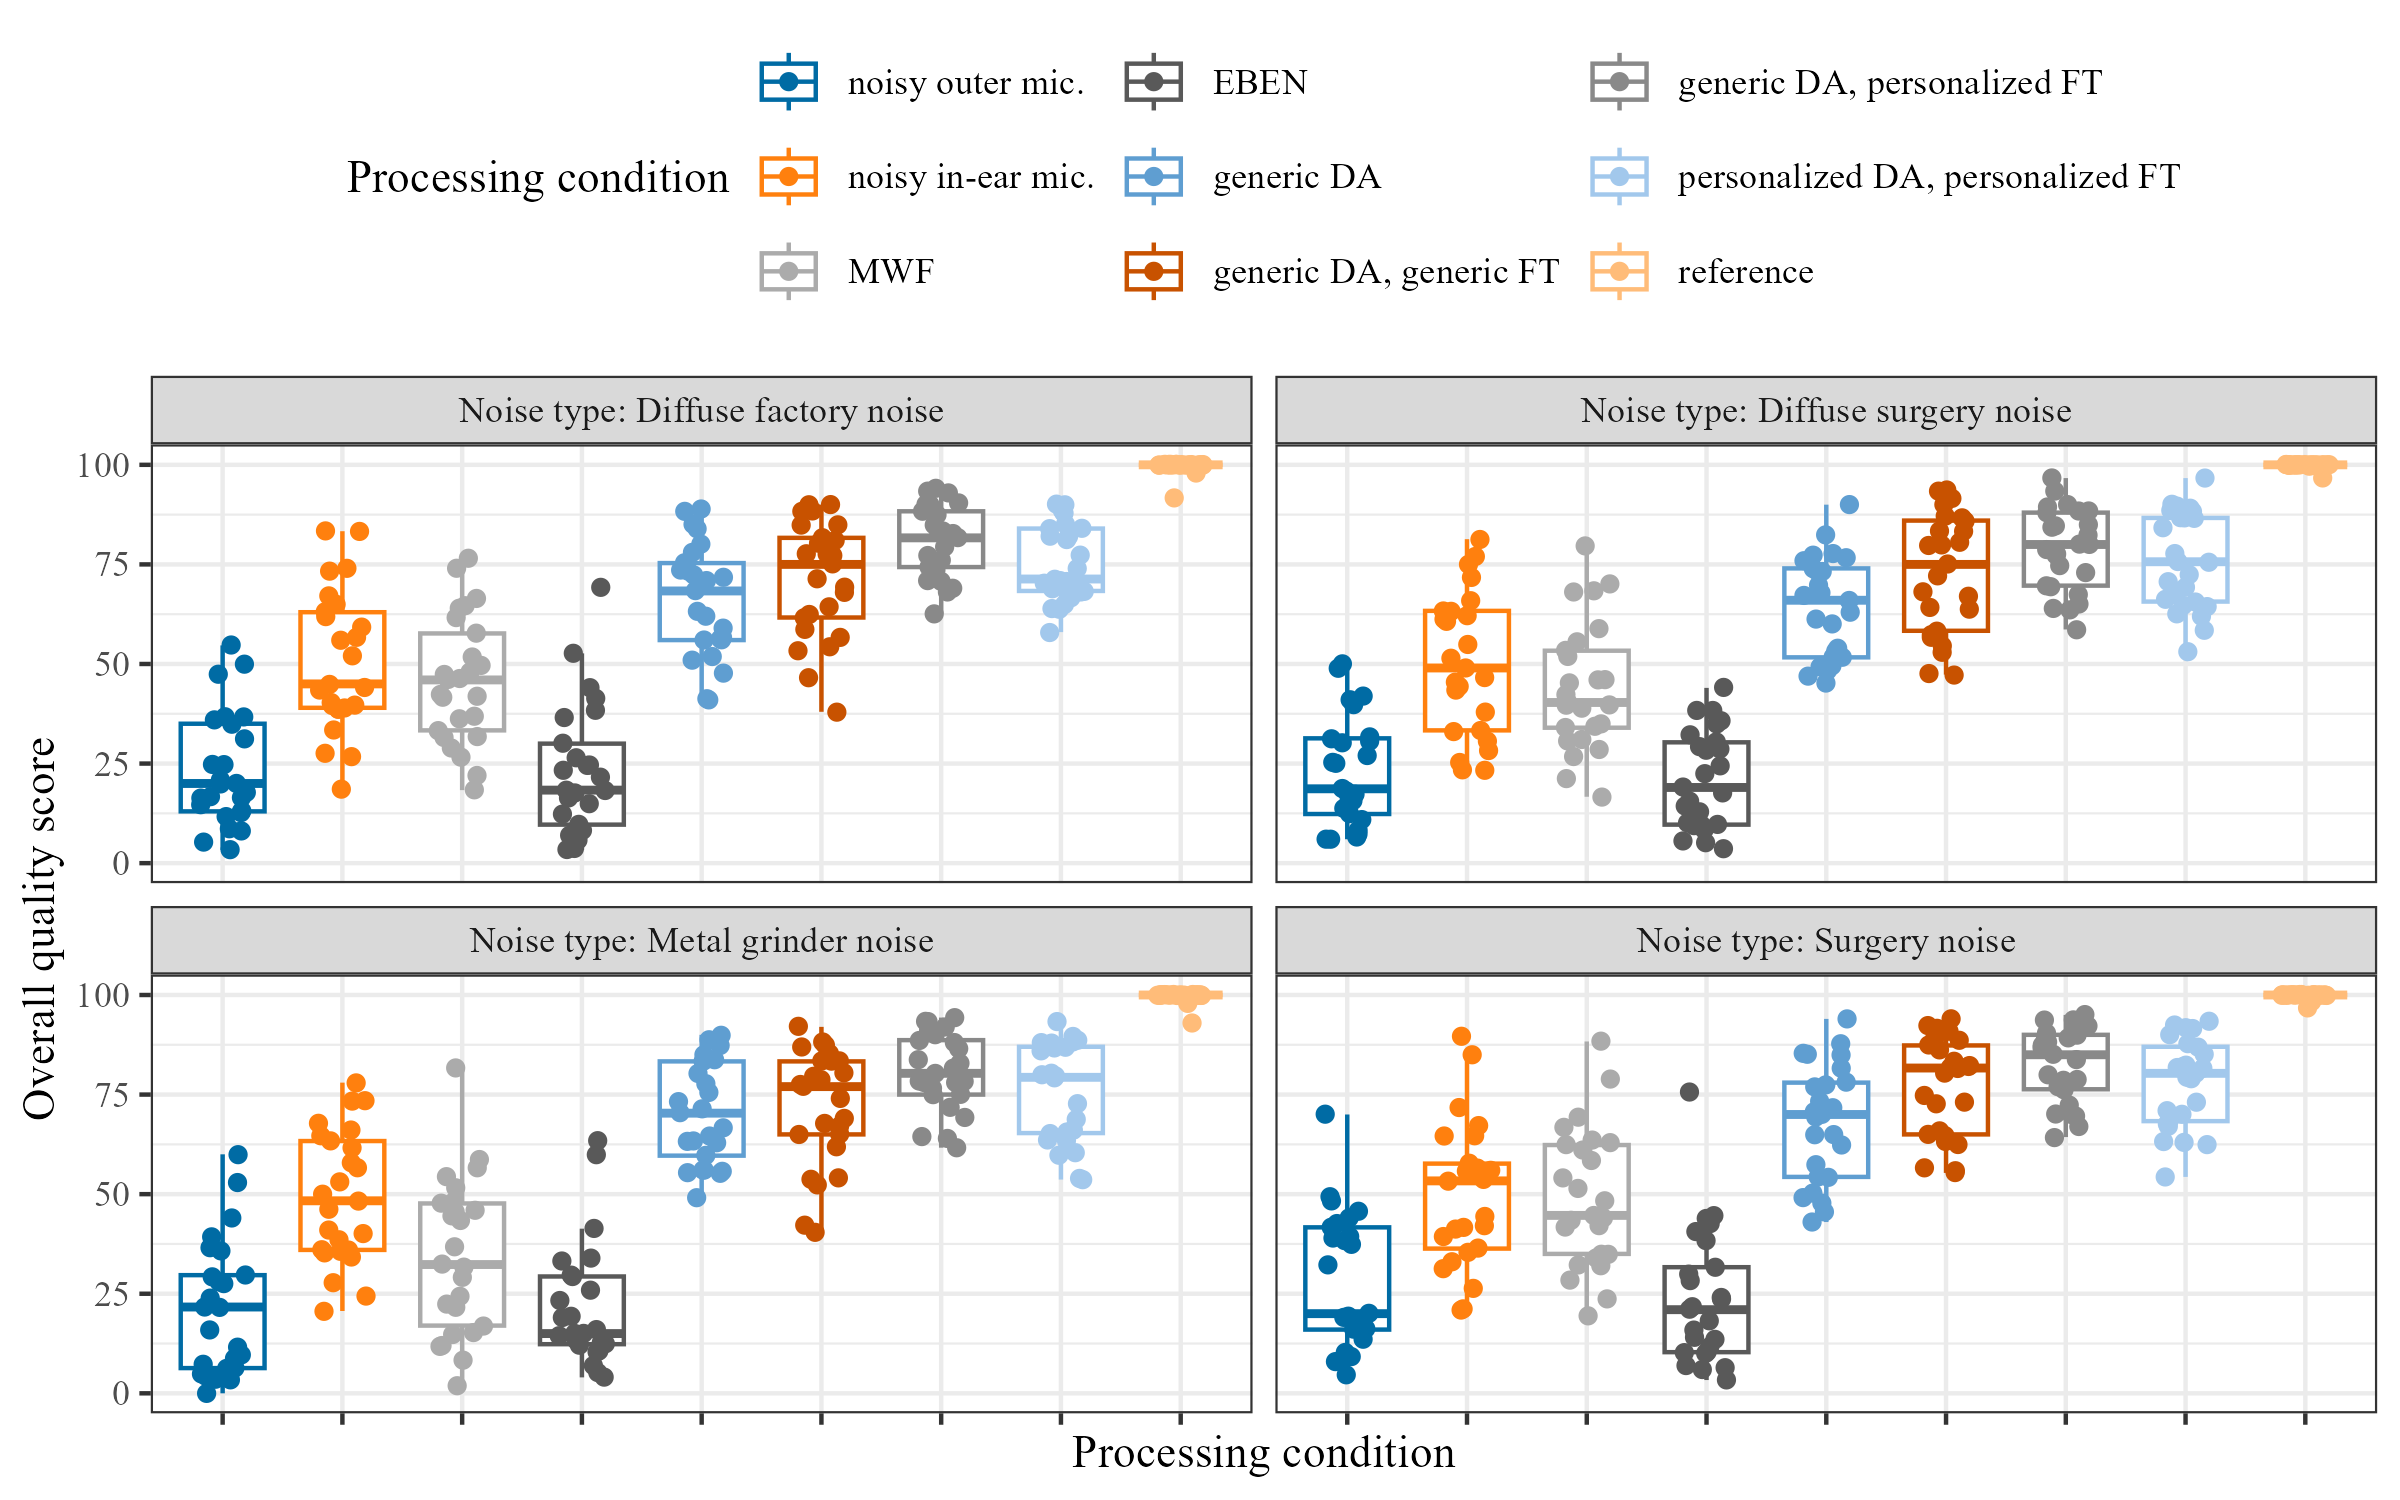 noisy outer mic.
EBEN
generic DA, personalized FT
Processing condition
noisy in-ear mic.
generic DA
personalized DA, personalized FT
MWF
generic DA, generic FT
reference
Noise type: Diffuse factory noise
Noise type: Diffuse surgery noise
100
75
50
25
0
Overall quality score
Noise type: Metal grinder noise
Noise type: Surgery noise
100
75
50
25
0
Processing condition